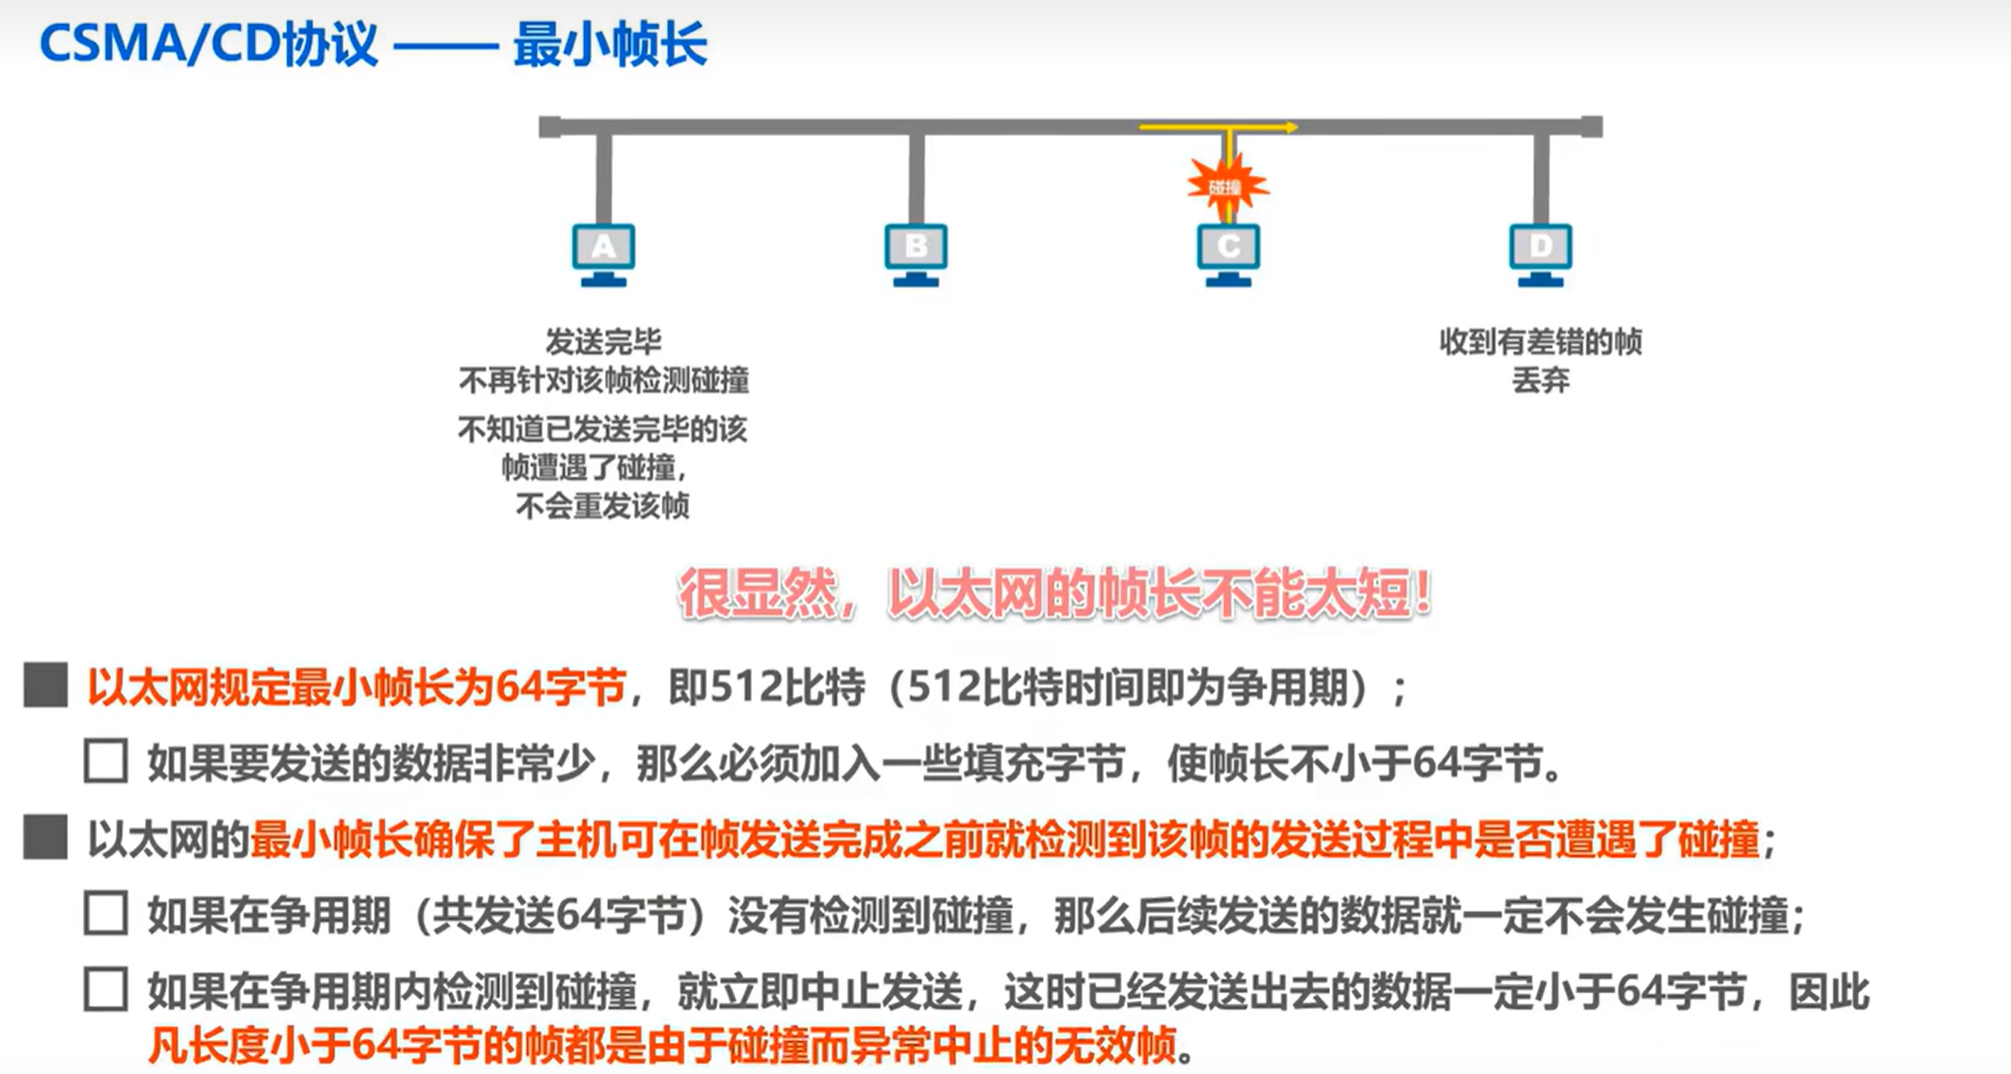 CSMA/CD协议 —— 最小帧长
碰撞
A
B
C
D
发送完毕
不再针对该帧检测碰撞
不知道已发送完毕的该
帧遭遇了碰撞，
不会重发该帧
收到有差错的帧
丢弃
很显然，以太网的帧长不能太短！
以太网规定最小帧长为64字节，即512比特（512比特时间即为争用期）；
如果要发送的数据非常少，那么必须加入一些填充字节，使帧长不小于64字节。
以太网的最小帧长确保了主机可在帧发送完成之前就检测到该帧的发送过程中是否遭遇了碰撞；
如果在争用期（共发送64字节）没有检测到碰撞，那么后续发送的数据就一定不会发生碰撞；
如果在争用期内检测到碰撞，就立即中止发送，这时已经发送出去的数据一定小于64字节，因此
凡长度小于64字节的帧都是由于碰撞而异常中止的无效帧。